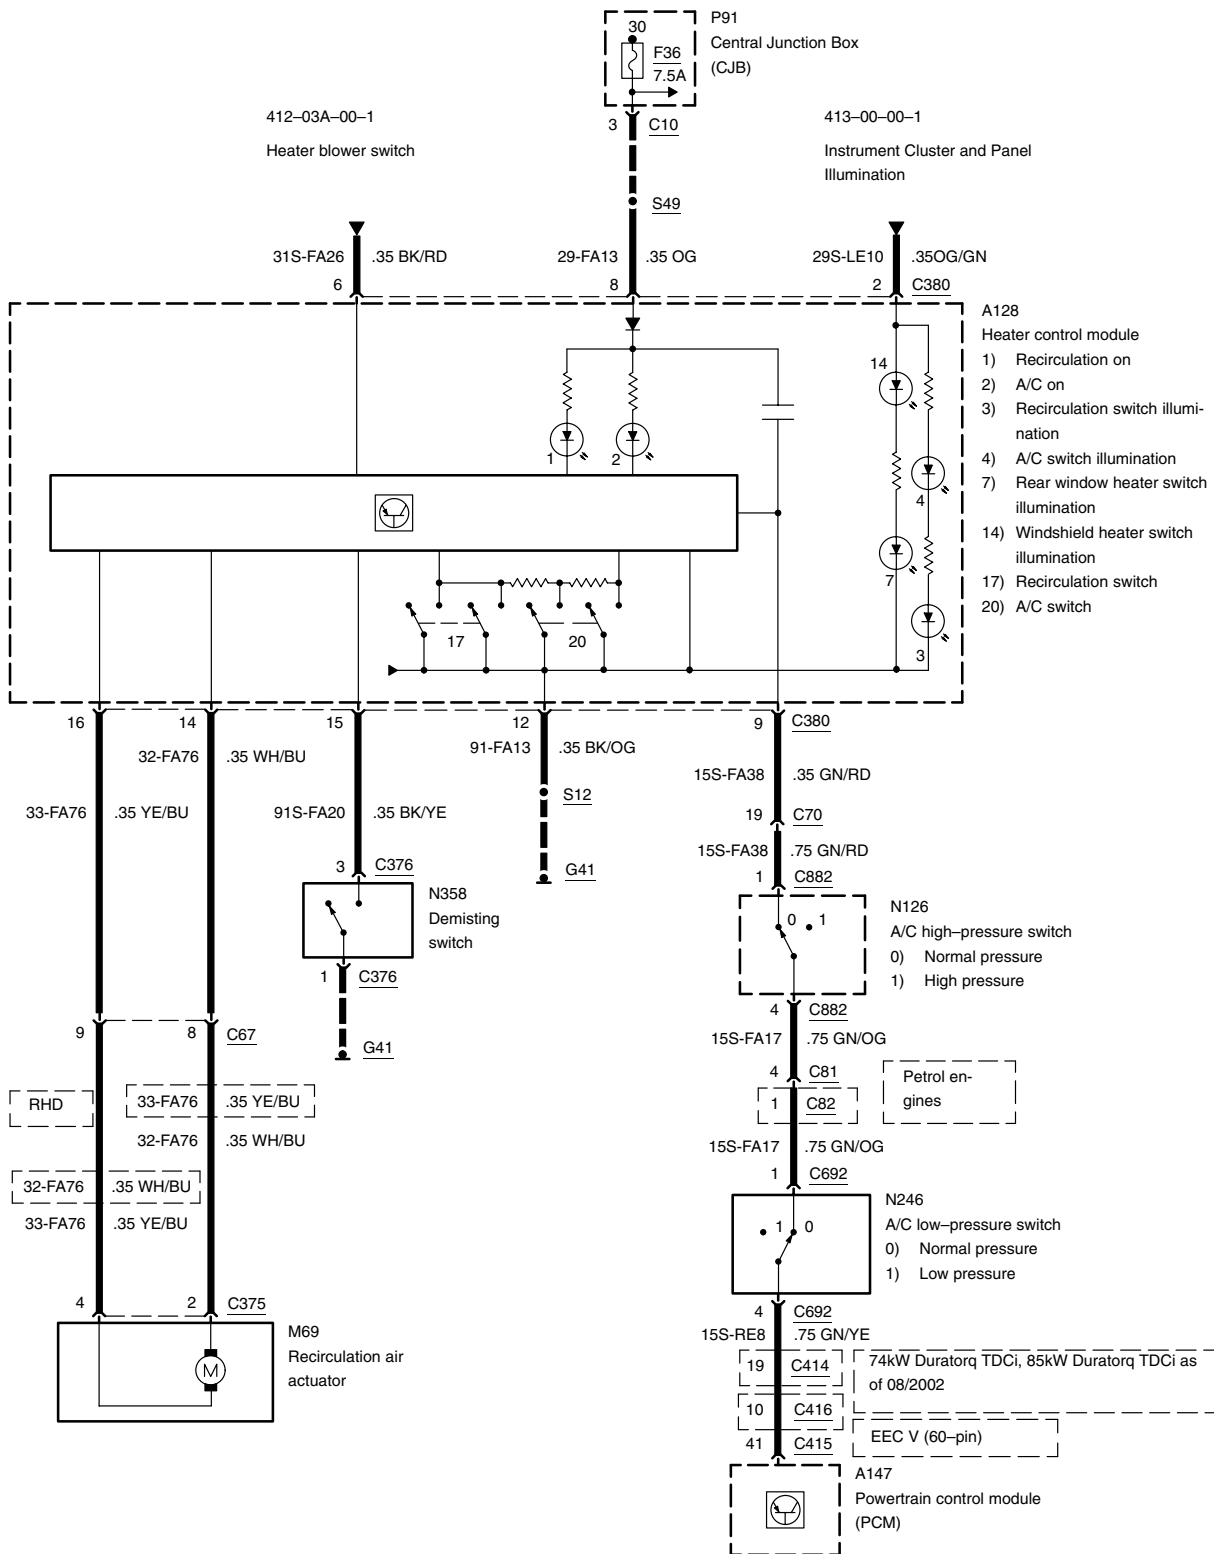 30
F36
7.5A
P91
Central Junction Box
(CJB)
3 C10
412–03A–00–1
Heater blower switch
413–00–00–1
Instrument Cluster and Panel
Illumination
S49
31S-FA26 .35 BK/RD
29-FA13 .35 OG
29S-LE10 .35OG/GN
6
8
2 C380
A128
Heater control module
1) Recirculation on
2) A/C on
3) Recirculation switch illumi-
nation
4) A/C switch illumination
7) Rear window heater switch
illumination
14) Windshield heater switch
illumination
17) Recirculation switch
20) A/C switch
14
1
2
4
7
3
17
20
16
14
15
12
9 C380
32-FA76 .35 WH/BU
91-FA13 .35 BK/OG
15S-FA38 .35 GN/RD
S12
33-FA76 .35 YE/BU
91S-FA20 .35 BK/YE
19 C70
15S-FA38 .75 GN/RD
3 C376
G41
1 C882
N358
Demisting
switch
N126
A/C high–pressure switch
0) Normal pressure
1) High pressure
0 1
1 C376
4 C882
9
8 C67
G41
15S-FA17 .75 GN/OG
4 C81
Petrol en-
gines
1 C82
RHD
33-FA76 .35 YE/BU
32-FA76 .35 WH/BU
15S-FA17 .75 GN/OG
1 C692
32-FA76 .35 WH/BU
33-FA76 .35 YE/BU
N246
A/C low–pressure switch
0) Normal pressure
1) Low pressure
1 0
4
2 C375
4 C692
15S-RE8 .75 GN/YE
M69
Recirculation air
actuator
M
19 C414
74kW Duratorq TDCi, 85kW Duratorq TDCi as
of 08/2002
10 C416
EEC V (60–pin)
41 C415
A147
Powertrain control module
(PCM)